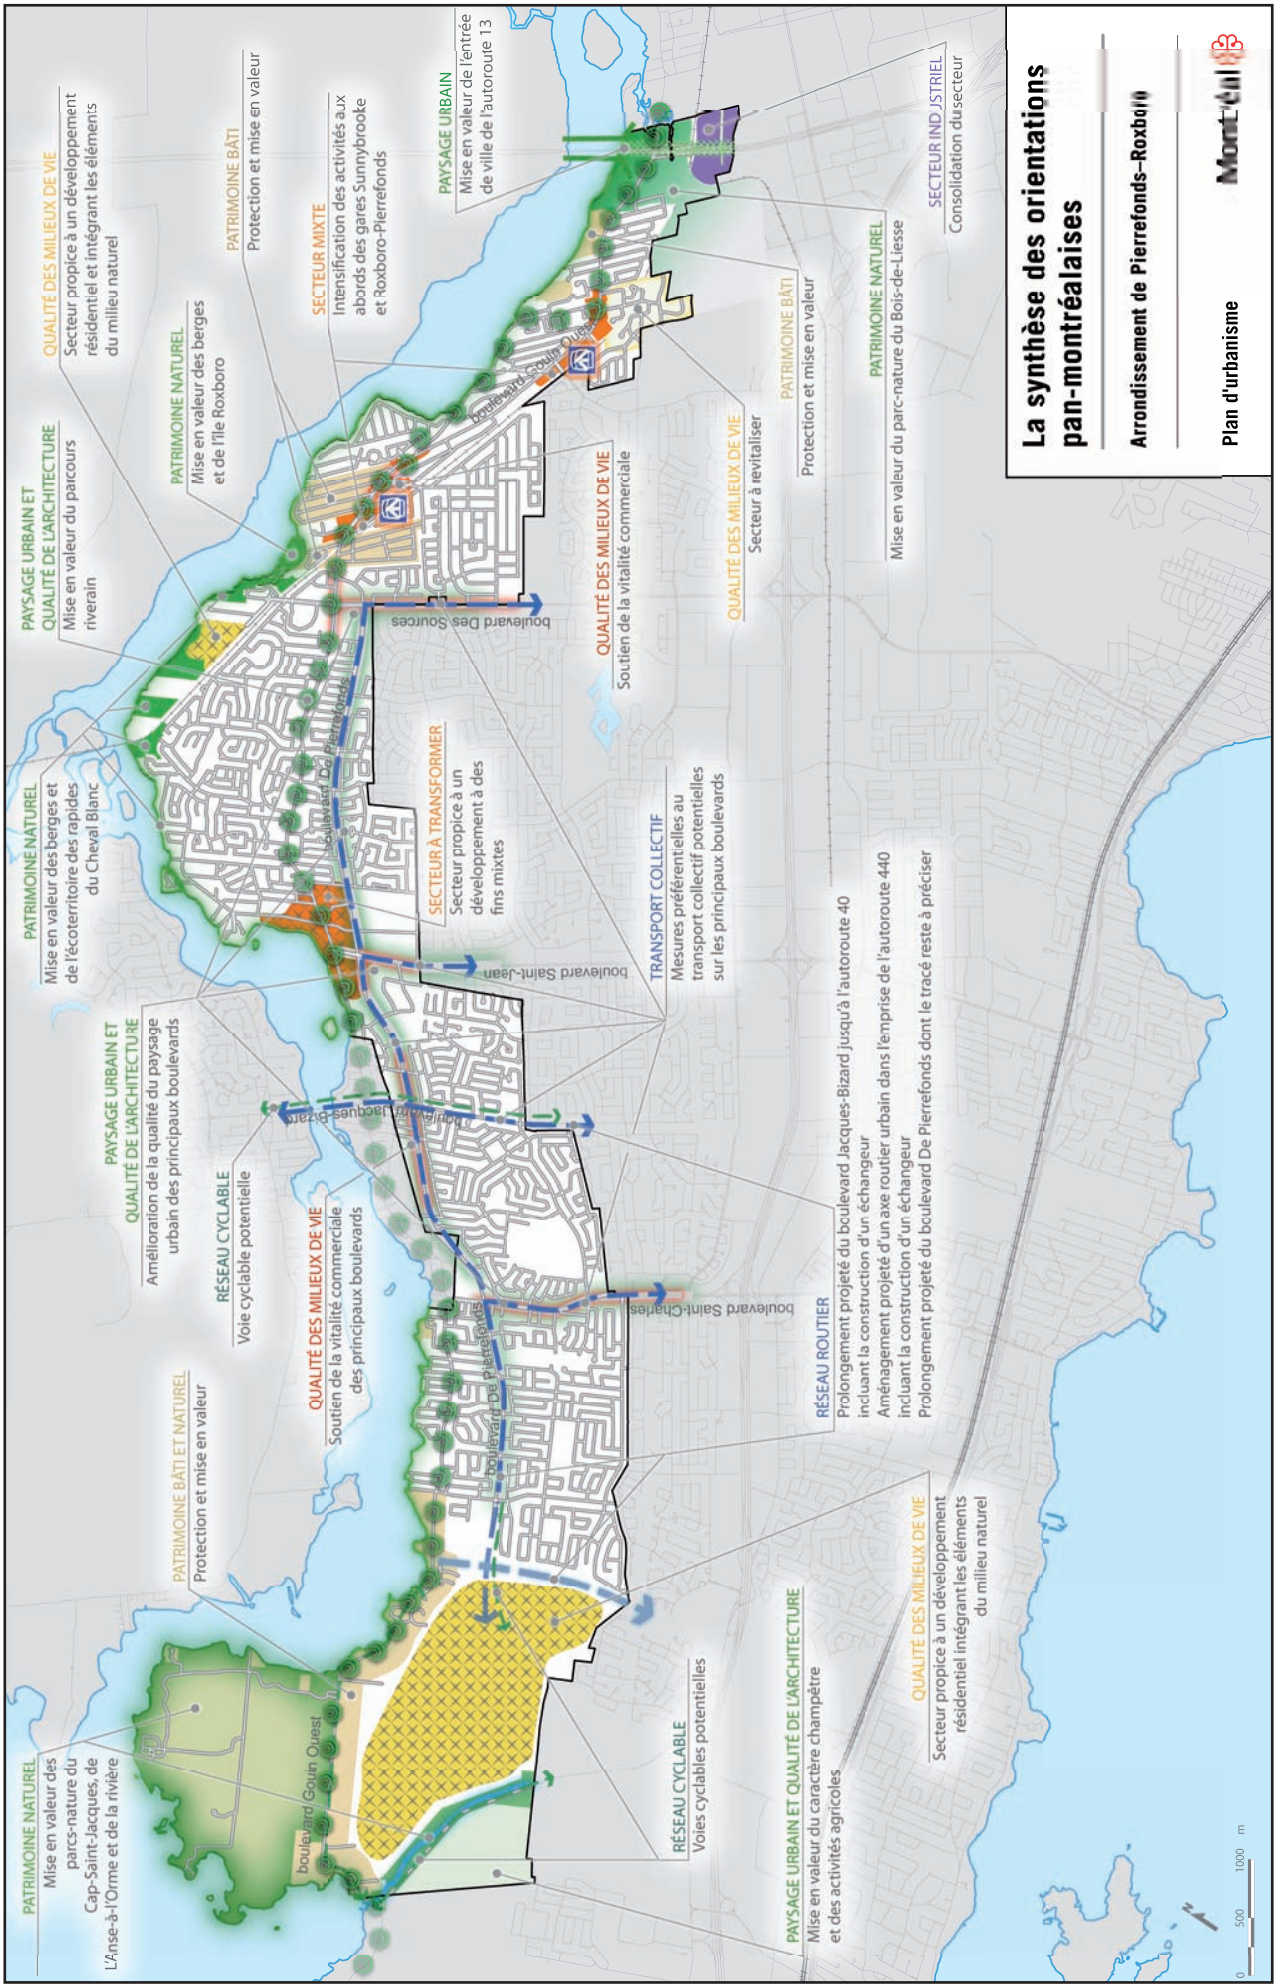 PATRIMOINE NATUREL
Mise en valeur des
parcs-nature du
Cap-Saint-Jacques, de
L'Anse-à-l'Orme et de la rivière
PATRIMOINE BÂTI ET NATUREL
Protection et mise en valeur
QUALITÉ DES MILIEUX DE VIE
Soutien de la vitalité commerciale
des principaux boulevards
RÉSEAU CYCLABLE
Voie cyclable potentielle
PAYSAGE URBAIN ET
QUALITÉ DE L'ARCHITECTURE
Amélioration de la qualité du paysage
urbain des principaux boulevards
PATRIMOINE NATUREL
Mise en valeur des berges et
de l'écoterritoire des rapides
du Cheval Blanc
PAYSAGE URBAIN ET
QUALITÉ DE L'ARCHITECTURE
Mise en valeur du parcours
riverain
PATRIMOINE NATUREL
Mise en valeur des berges
et de l'île Roxboro
QUALITÉ DES MILIEUX DE VIE
Secteur propice à un développement
résidentiel et intégrant les éléments
du milieu naturel
PATRIMOINE BÂTI
Protection et mise en valeur
SECTEUR MIXTE
Intensification des activités aux
abords des gares Sunnybrooke
et Roxboro-Pierrefonds
PAYSAGE URBAIN
Mise en valeur de l'entrée
de ville de l'autoroute 13
boulevard Gouin Ouest
boulevard De Pierrefonds
boulevard Saint-Charles
boulevard Jacques-Bizard
boulevard Saint-Jean
boulevard De Pierrefonds
boulevard Des Sources
boulevard Gouin Ouest
SECTEUR À TRANSFORMER
Secteur propice à un
développement à des
fins mixtes
QUALITÉ DES MILIEUX DE VIE
Soutien de la vitalité commerciale
TRANSPORT COLLECTIF
Mesures préférentielles au
transport collectif potentielles
sur les principaux boulevards
QUALITÉ DES MILIEUX DE VIE
Secteur à revitaliser
PATRIMOINE BÂTI
Protection et mise en valeur
PATRIMOINE NATUREL
Mise en valeur du parc-nature du Bois-de-Liesse
SECTEUR INDUSTRIEL
Consolidation du secteur
RÉSEAU CYCLABLE
Voies cyclables potentielles
PAYSAGE URBAIN ET QUALITÉ DE L'ARCHITECTURE
Mise en valeur du caractère champêtre
et des activités agricoles
QUALITÉ DES MILIEUX DE VIE
Secteur propice à un développement
résidentiel intégrant les éléments
du milieu naturel
RÉSEAU ROUTIER
Prolongement projeté du boulevard Jacques-Bizard jusqu'à l'autoroute 40
incluant la construction d'un échangeur
Aménagement projeté d'un axe routier urbain dans l'emprise de l'autoroute 440
incluant la construction d'un échangeur
Prolongement projeté du boulevard De Pierrefonds dont le tracé reste à préciser
N
0 500 1000 m
La synthèse des orientations
pan-montréalaises
Arrondissement de Pierrefonds–Roxboro
Plan d'urbanisme
Montréal